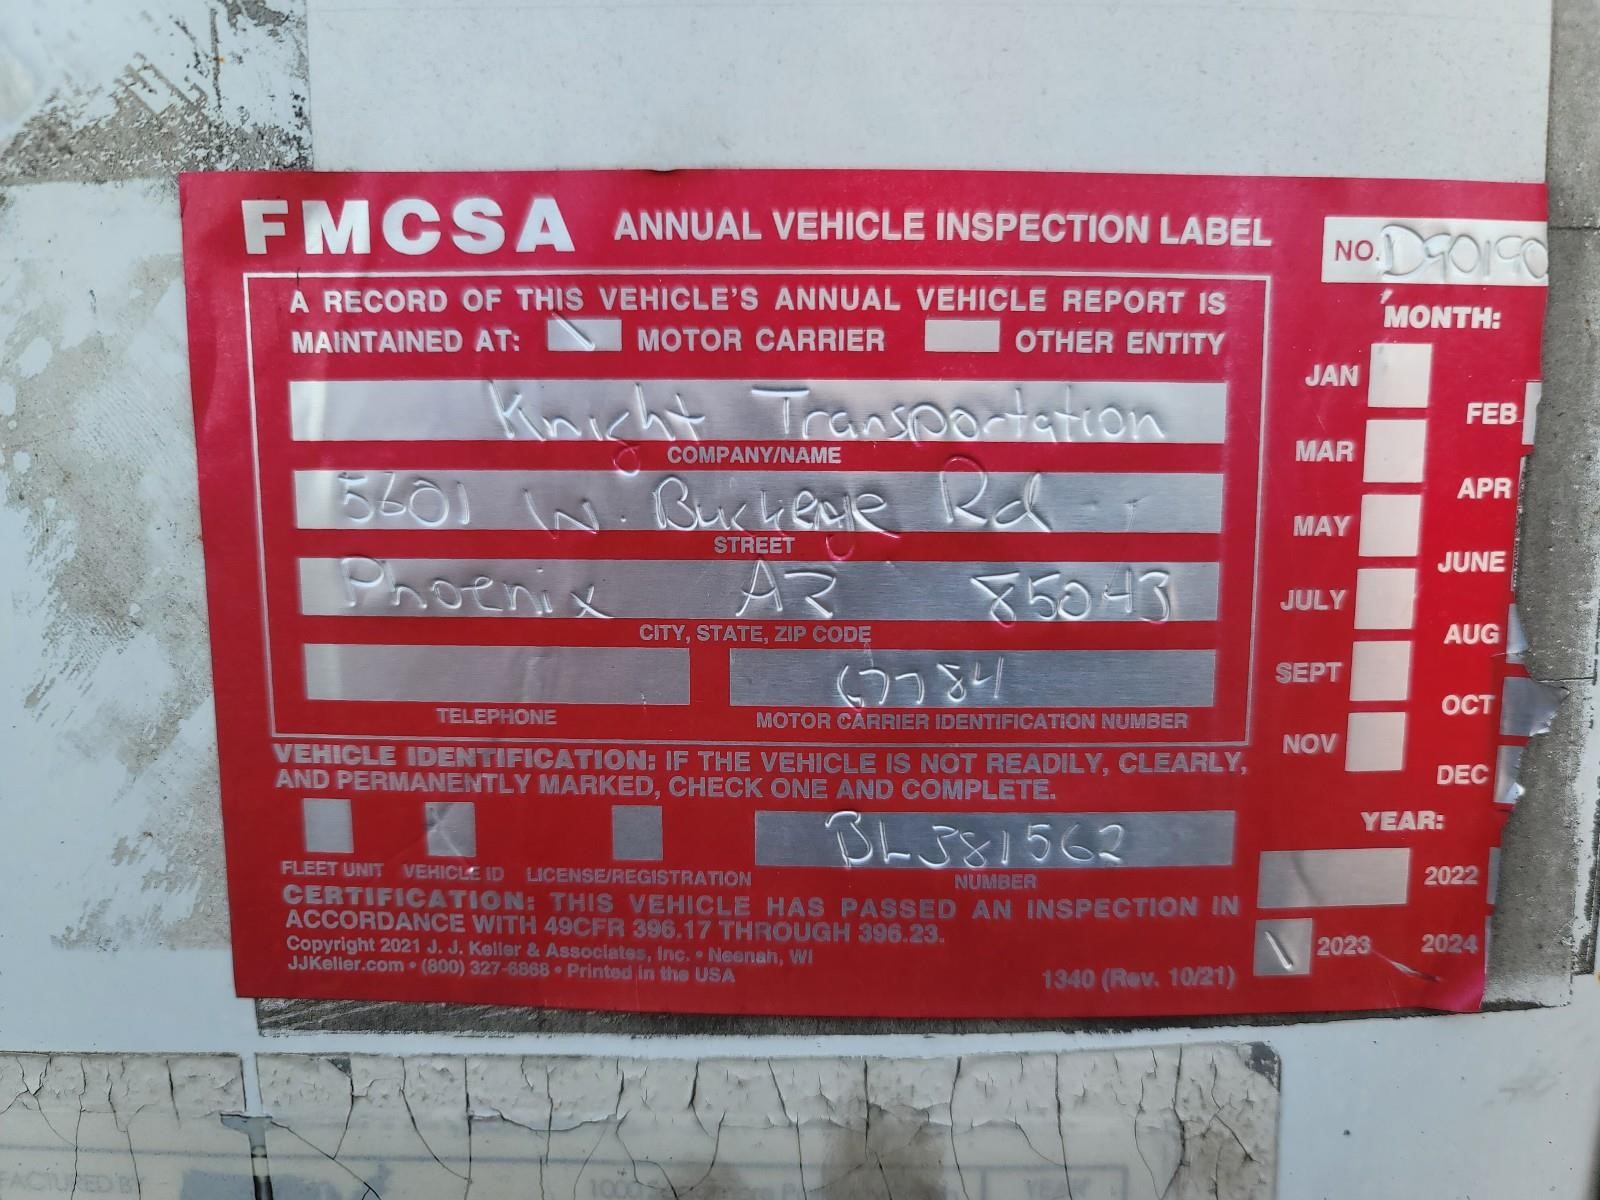 FMCSA ANNUAL VEHICLE INSPECTION LABEL
NO. D90190
A RECORD OF THIS VEHICLE'S ANNUAL VEHICLE REPORT IS
MAINTAINED AT: MOTOR CARRIER OTHER ENTITY
Knight Transportation
COMPANY/NAME
5601 W. Buckeye Rd
STREET
Phoenix AZ 85043
CITY, STATE, ZIP CODE
67784
TELEPHONE
MOTOR CARRIER IDENTIFICATION NUMBER
VEHICLE IDENTIFICATION: IF THE VEHICLE IS NOT READILY, CLEARLY,
AND PERMANENTLY MARKED, CHECK ONE AND COMPLETE.
BL381562
FLEET UNIT VEHICLE ID LICENSE/REGISTRATION
NUMBER
CERTIFICATION: THIS VEHICLE HAS PASSED AN INSPECTION IN
ACCORDANCE WITH 49CFR 396.17 THROUGH 396.23.
Copyright 2021 J. J. Keller & Associates, Inc. • Neenah, WI
JJKeller.com • (800) 327-6868 • Printed in the USA
1340 (Rev. 10/21)
MONTH:
JAN
FEB
MAR
APR
MAY
JUNE
JULY
AUG
SEPT
OCT
NOV
DEC
YEAR:
2022
2023 2024
FACTURED BY
1000
YEAR